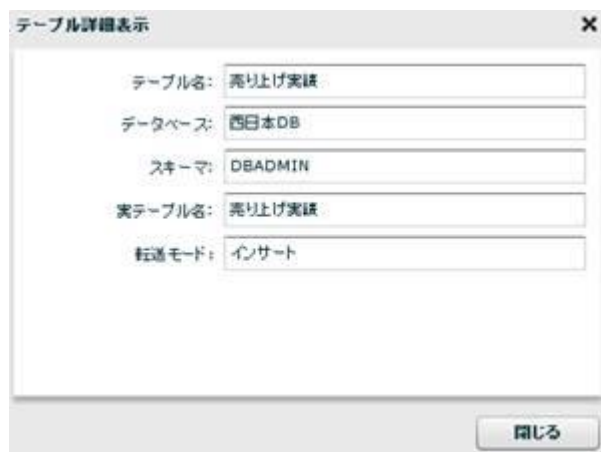 テーブル詳細表示
テーブル名: 売り上げ実績
データベース: 西日本DB
スキーマ: DBADMIN
実テーブル名: 売り上げ実績
転送モード: インサート
閉じる